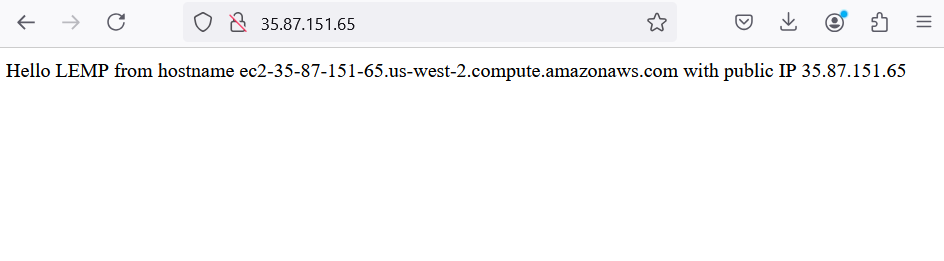 35.87.151.65
Hello LEMP from hostname ec2-35-87-151-65.us-west-2.compute.amazonaws.com with public IP 35.87.151.65